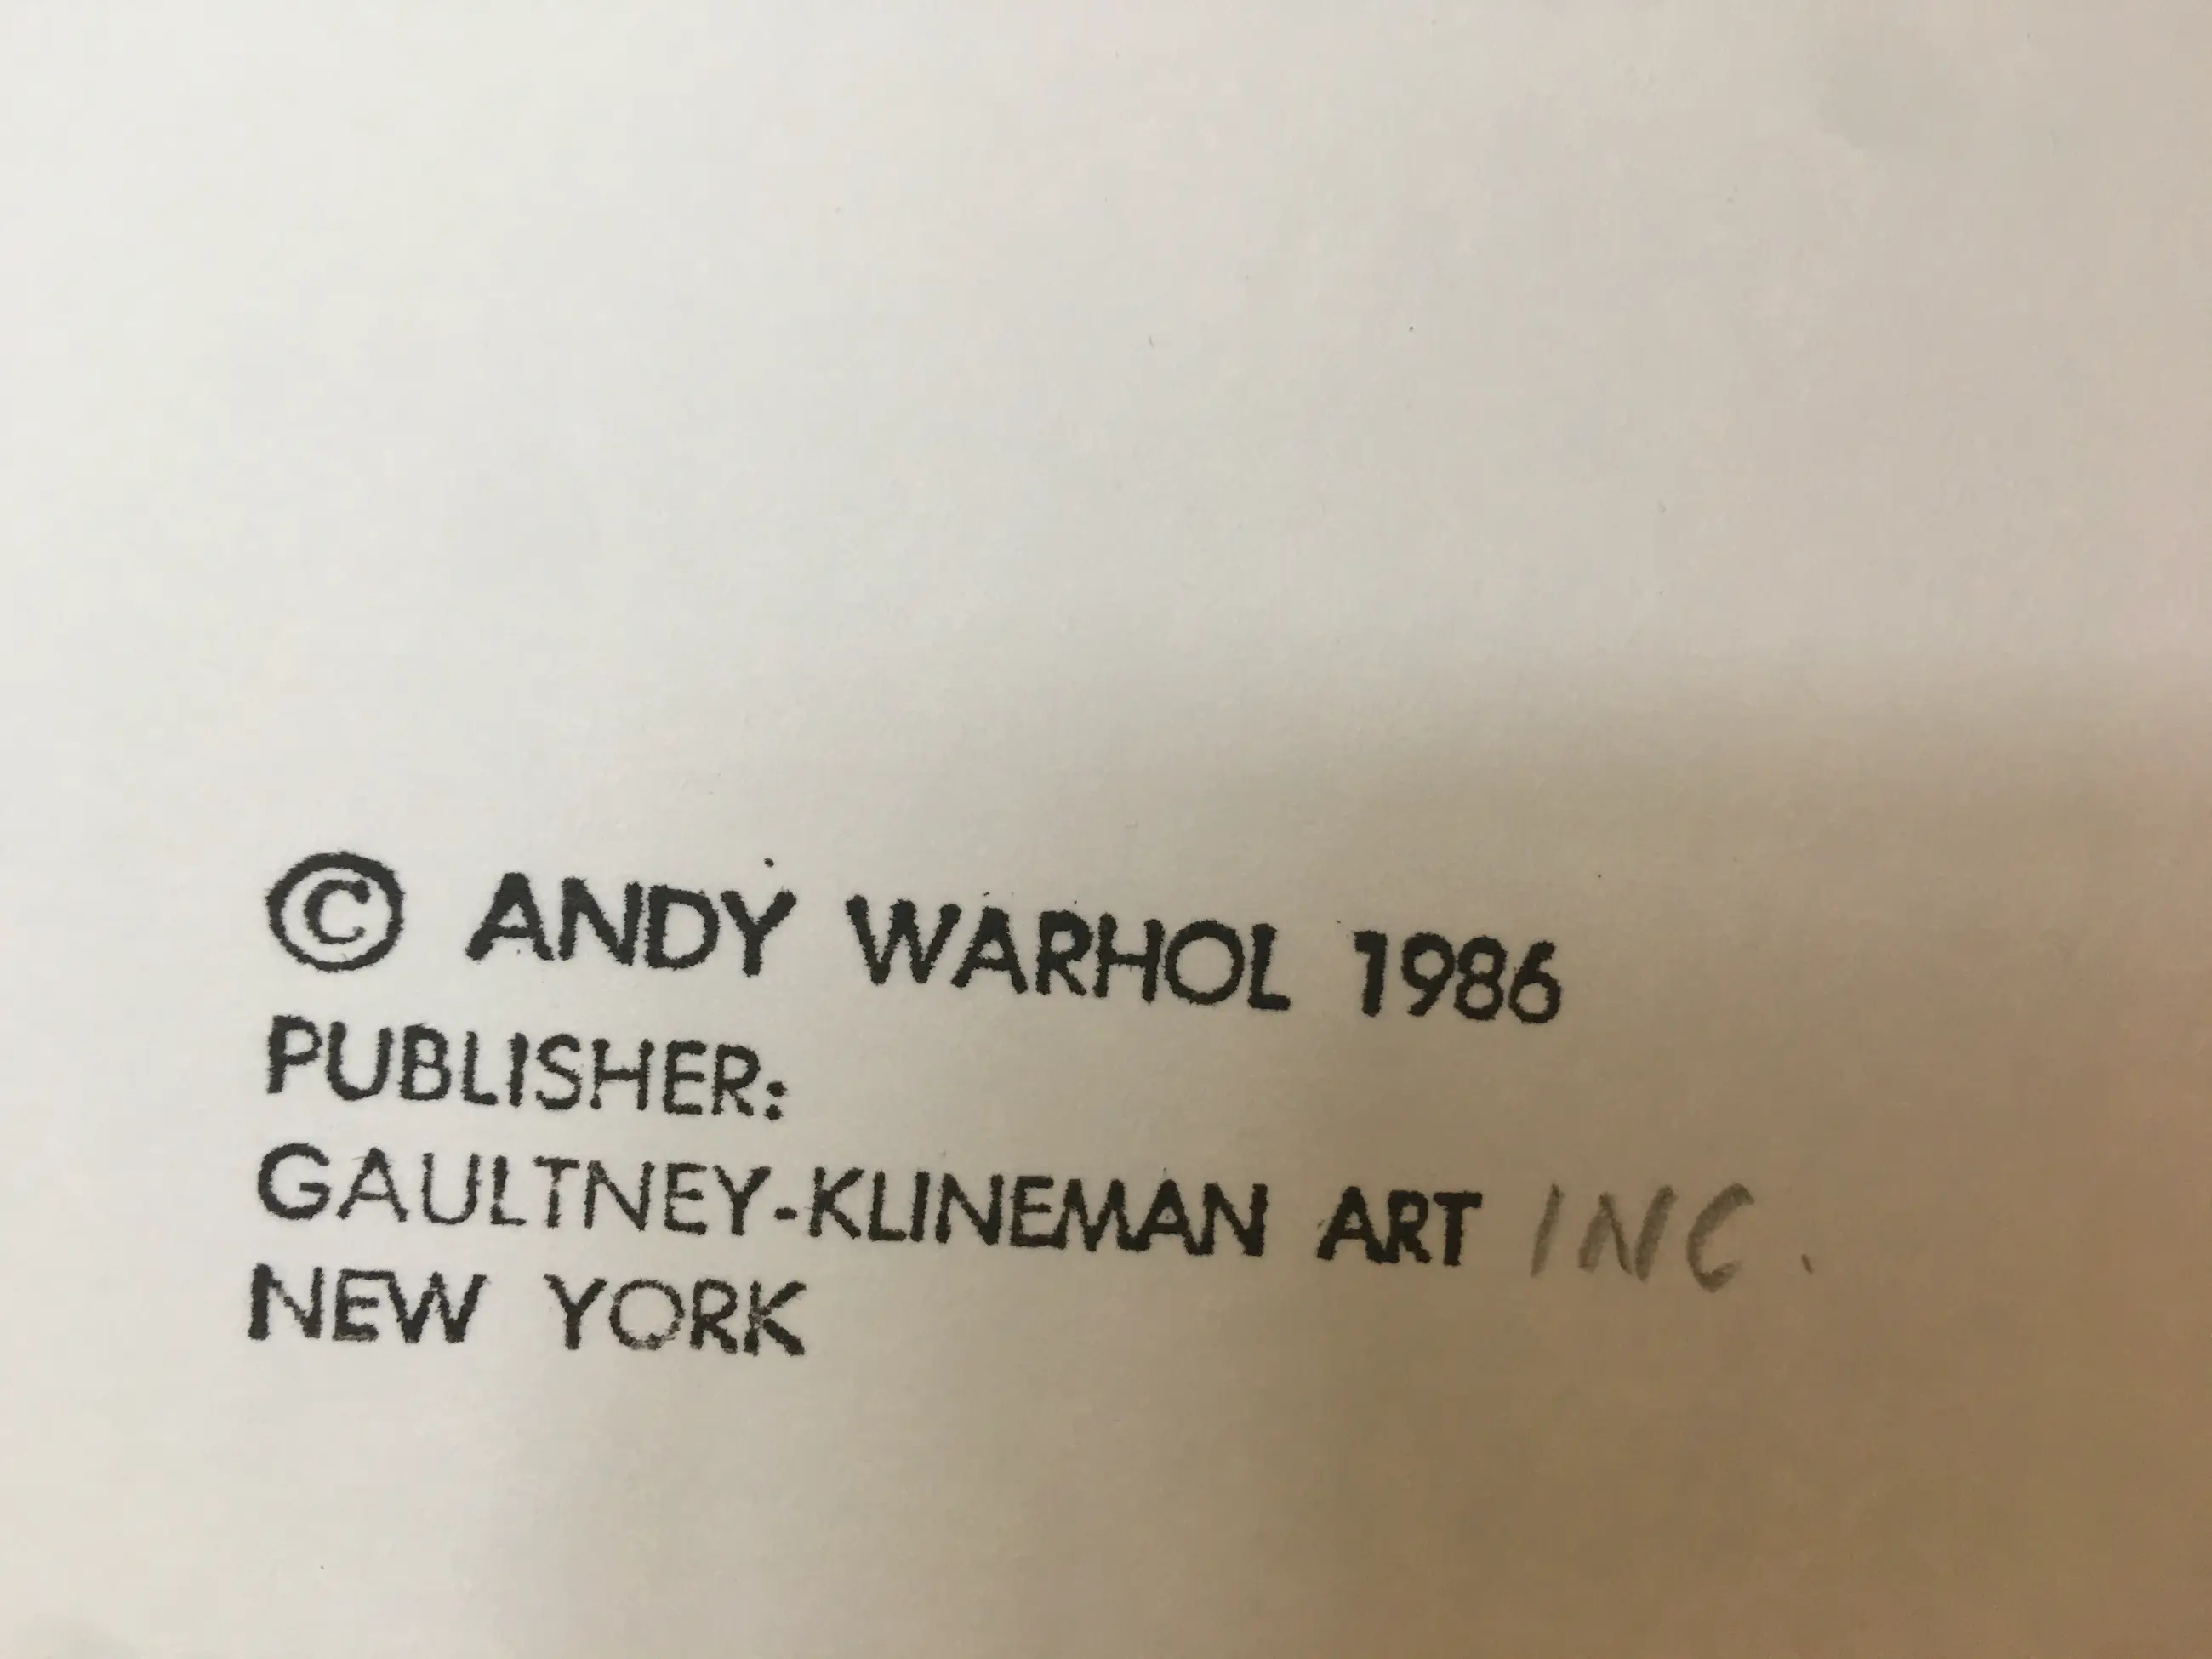 © ANDY WARHOL 1986
PUBLISHER:
GAULTNEY-KLINEMAN ART INC.
NEW YORK